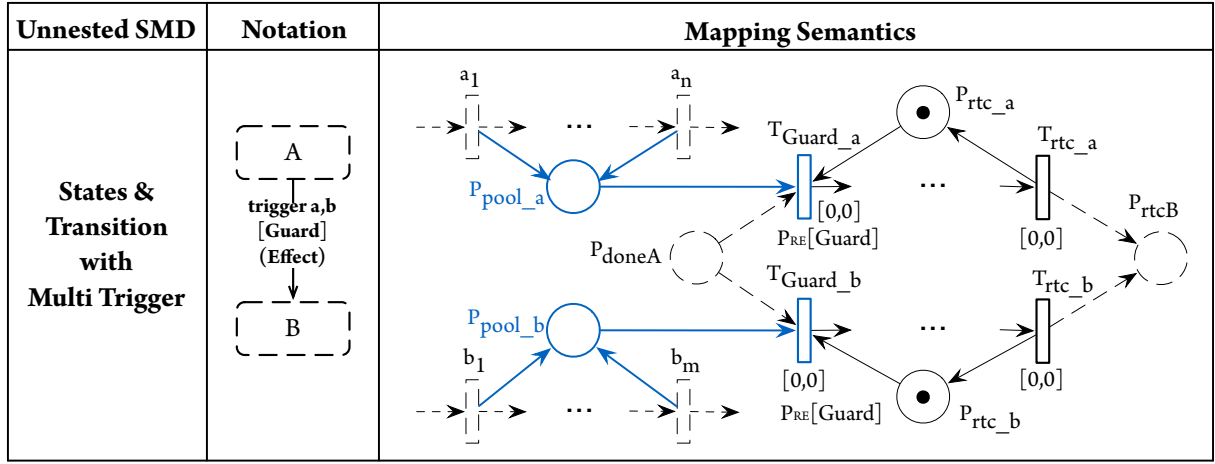 Unnested SMD
Notation
Mapping Semantics
States &
Transition
with
Multi Trigger
A
trigger a,b
[Guard]
(Effect)
B
a1
...
an
Ppool_a
TGuard_a
[0,0]
PRE[Guard]
Prtc_a
...
Trtc_a
[0,0]
PrtcB
PdoneA
TGuard_b
[0,0]
PRE[Guard]
...
Trtc_b
[0,0]
Prtc_b
Ppool_b
b1
...
bm